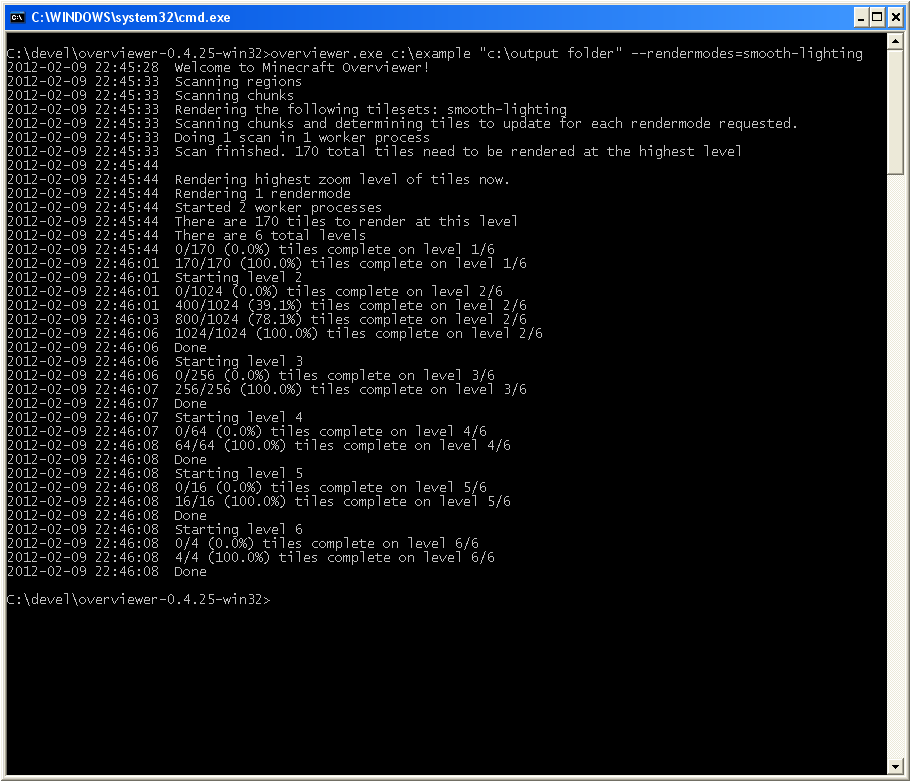 C:\WINDOWS\system32\cmd.exe
C:\devel\overviewer-0.4.25-win32>overviewer.exe c:\example "c:\output folder" --rendermodes=smooth-lighting
2012-02-09 22:45:28  Welcome to Minecraft Overviewer!
2012-02-09 22:45:33  Scanning regions
2012-02-09 22:45:33  Scanning chunks
2012-02-09 22:45:33  Rendering the following tilesets: smooth-lighting
2012-02-09 22:45:33  Scanning chunks and determining tiles to update for each rendermode requested.
2012-02-09 22:45:33  Doing 1 scan in 1 worker process
2012-02-09 22:45:33  Scan finished. 170 total tiles need to be rendered at the highest level
2012-02-09 22:45:44
2012-02-09 22:45:44  Rendering highest zoom level of tiles now.
2012-02-09 22:45:44  Rendering 1 rendermode
2012-02-09 22:45:44  Started 2 worker processes
2012-02-09 22:45:44  There are 170 tiles to render at this level
2012-02-09 22:45:44  There are 6 total levels
2012-02-09 22:45:44  0/170 (0.0%) tiles complete on level 1/6
2012-02-09 22:46:01  170/170 (100.0%) tiles complete on level 1/6
2012-02-09 22:46:01  Starting level 2
2012-02-09 22:46:01  0/1024 (0.0%) tiles complete on level 2/6
2012-02-09 22:46:01  400/1024 (39.1%) tiles complete on level 2/6
2012-02-09 22:46:03  800/1024 (78.1%) tiles complete on level 2/6
2012-02-09 22:46:06  1024/1024 (100.0%) tiles complete on level 2/6
2012-02-09 22:46:06  Done
2012-02-09 22:46:06  Starting level 3
2012-02-09 22:46:06  0/256 (0.0%) tiles complete on level 3/6
2012-02-09 22:46:07  256/256 (100.0%) tiles complete on level 3/6
2012-02-09 22:46:07  Done
2012-02-09 22:46:07  Starting level 4
2012-02-09 22:46:07  0/64 (0.0%) tiles complete on level 4/6
2012-02-09 22:46:08  64/64 (100.0%) tiles complete on level 4/6
2012-02-09 22:46:08  Done
2012-02-09 22:46:08  Starting level 5
2012-02-09 22:46:08  0/16 (0.0%) tiles complete on level 5/6
2012-02-09 22:46:08  16/16 (100.0%) tiles complete on level 5/6
2012-02-09 22:46:08  Done
2012-02-09 22:46:08  Starting level 6
2012-02-09 22:46:08  0/4 (0.0%) tiles complete on level 6/6
2012-02-09 22:46:08  4/4 (100.0%) tiles complete on level 6/6
2012-02-09 22:46:08  Done
C:\devel\overviewer-0.4.25-win32>